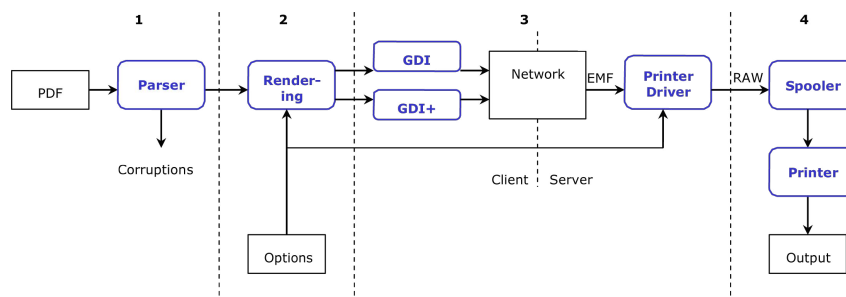 1
2
3
4
PDF
Parser
Render-
ing
GDI
GDI+
Network
EMF
Printer
Driver
RAW
Spooler
Corruptions
Client
Server
Printer
Options
Output